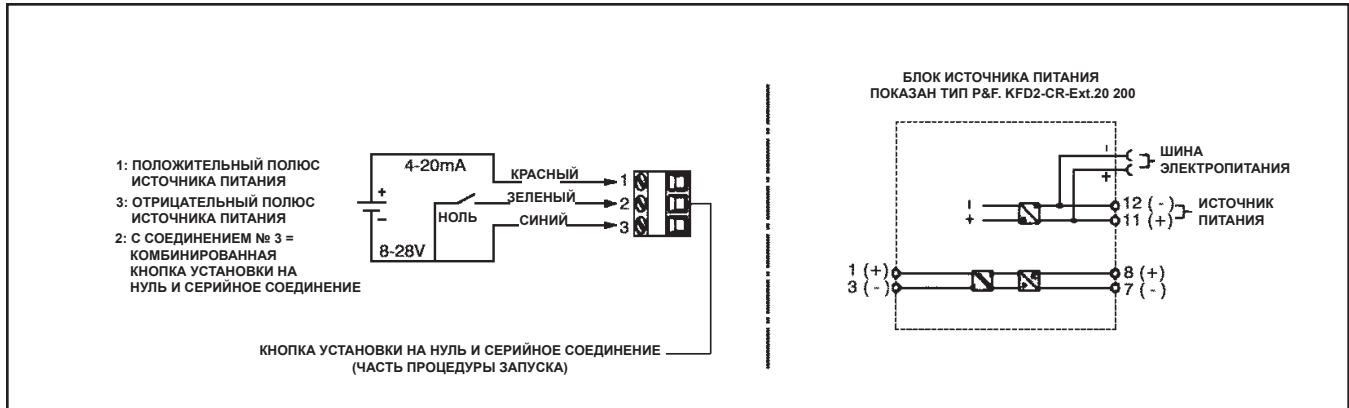 1: ПОЛОЖИТЕЛЬНЫЙ ПОЛЮС
ИСТОЧНИКА ПИТАНИЯ
3: ОТРИЦАТЕЛЬНЫЙ ПОЛЮС
ИСТОЧНИКА ПИТАНИЯ
2: С СОЕДИНЕНИЕМ № 3 =
КОМБИНИРОВАННАЯ
КНОПКА УСТАНОВКИ НА
НУЛЬ И СЕРИЙНОЕ СОЕДИНЕНИЕ
4-20mA
+
−
НОЛЬ
8-28V
КРАСНЫЙ
ЗЕЛЕНЫЙ
СИНИЙ
1
2
3
КНОПКА УСТАНОВКИ НА НУЛЬ И СЕРИЙНОЕ СОЕДИНЕНИЕ
(ЧАСТЬ ПРОЦЕДУРЫ ЗАПУСКА)
БЛОК ИСТОЧНИКА ПИТАНИЯ
ПОКАЗАН ТИП P&F. KFD2-CR-Ext.20 200
-
+
ШИНА
ЭЛЕКТРОПИТАНИЯ
-
+
12 (-)
11 (+)
ИСТОЧНИК
ПИТАНИЯ
1 (+)
3 (-)
8 (+)
7 (-)